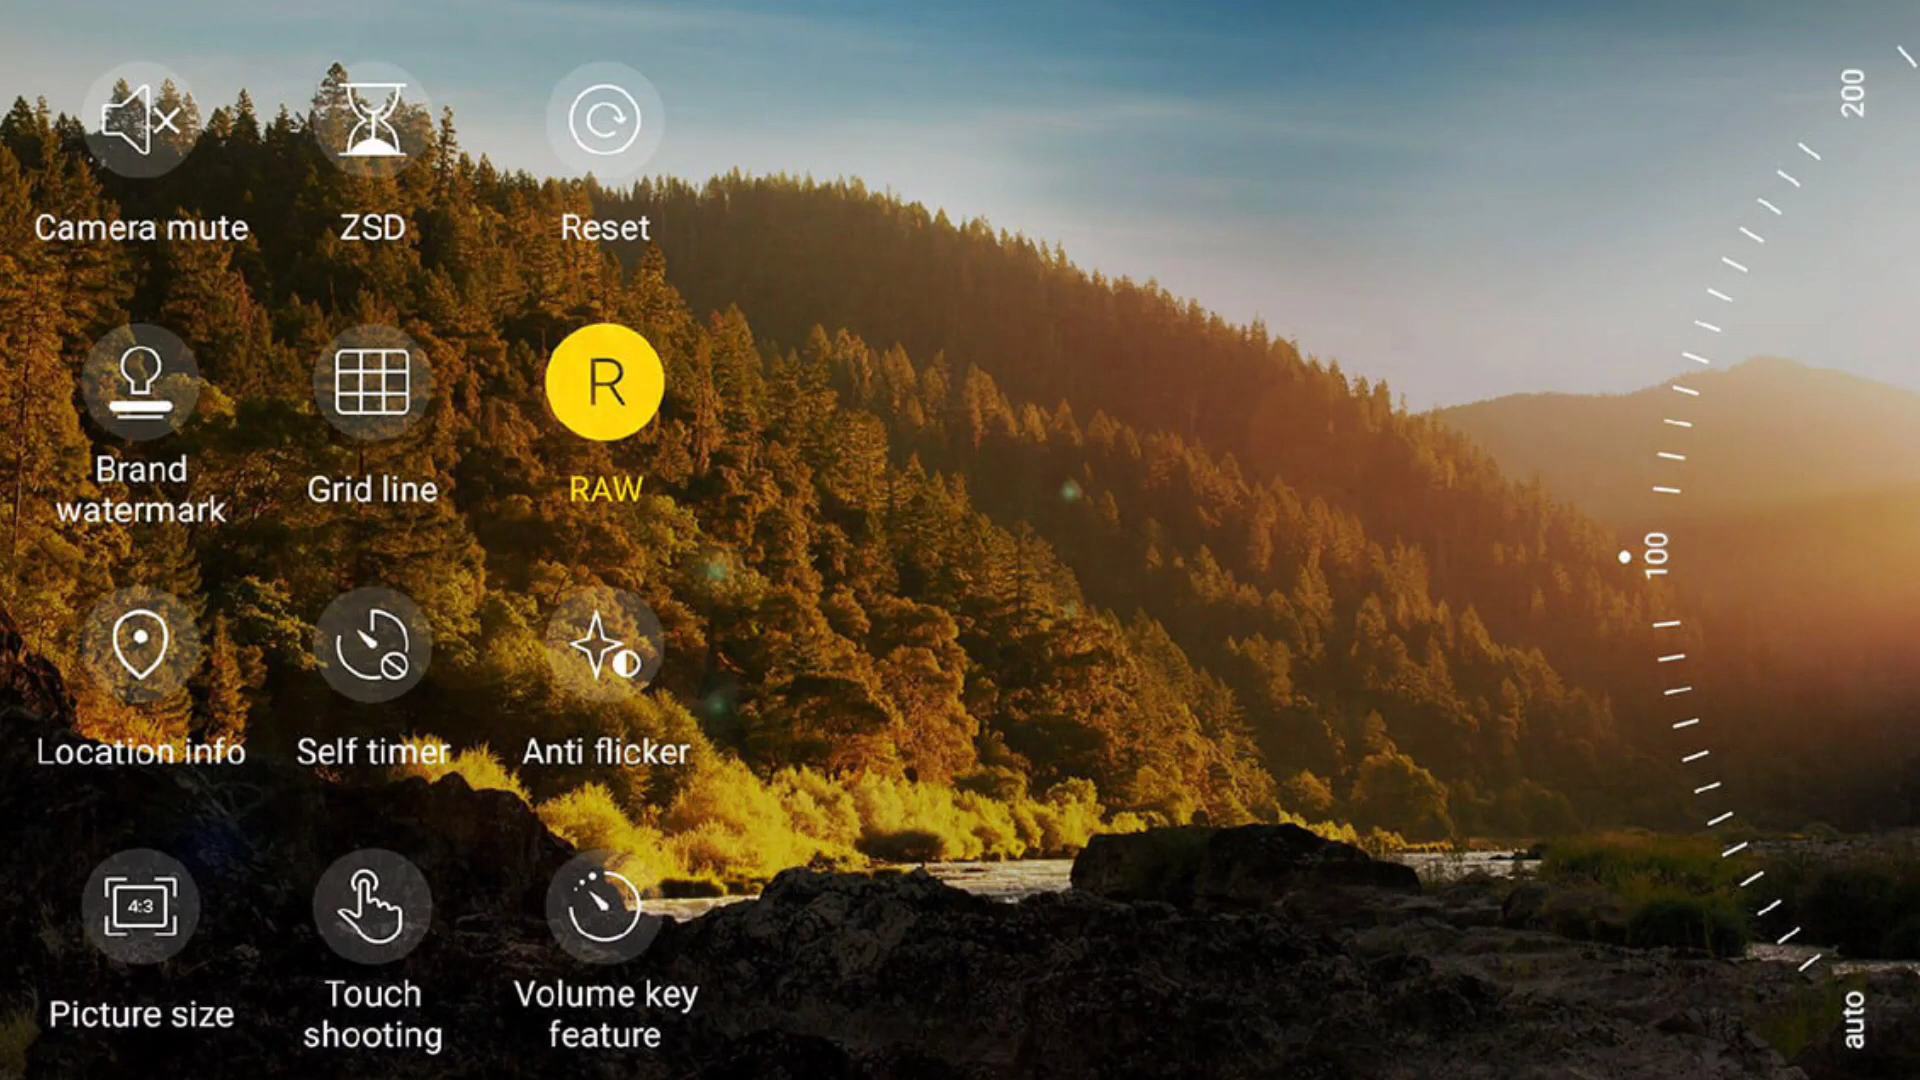 Camera mute
ZSD
Reset
Brand
watermark
Grid line
R
RAW
Location info
Self timer
Anti flicker
4:3
Picture size
Touch
shooting
Volume key
feature
200
100
auto